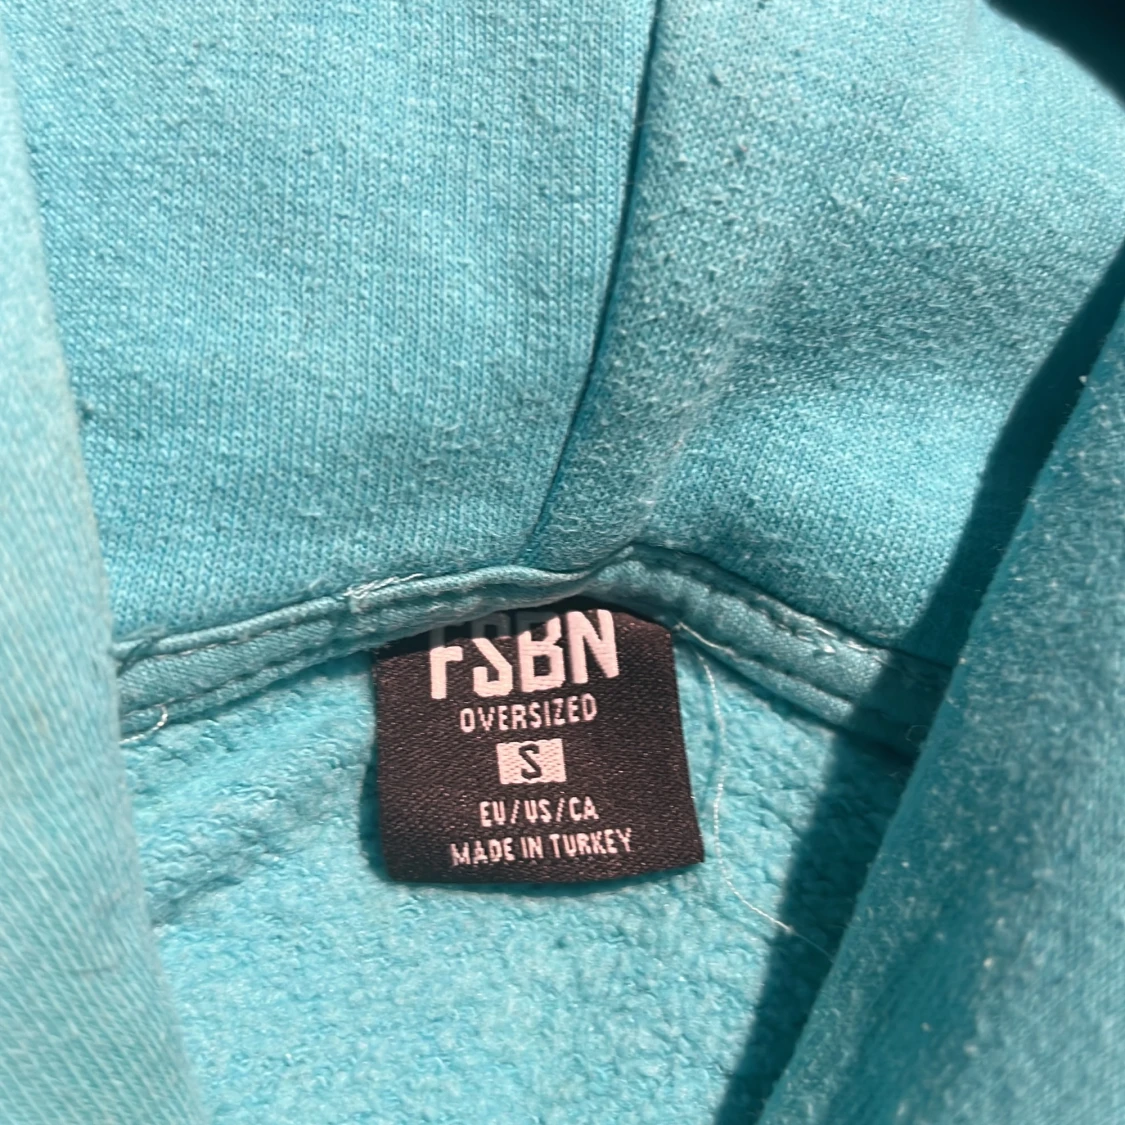 FSBN
OVERSIZED
S
EU/US/CA
MADE IN TURKEY